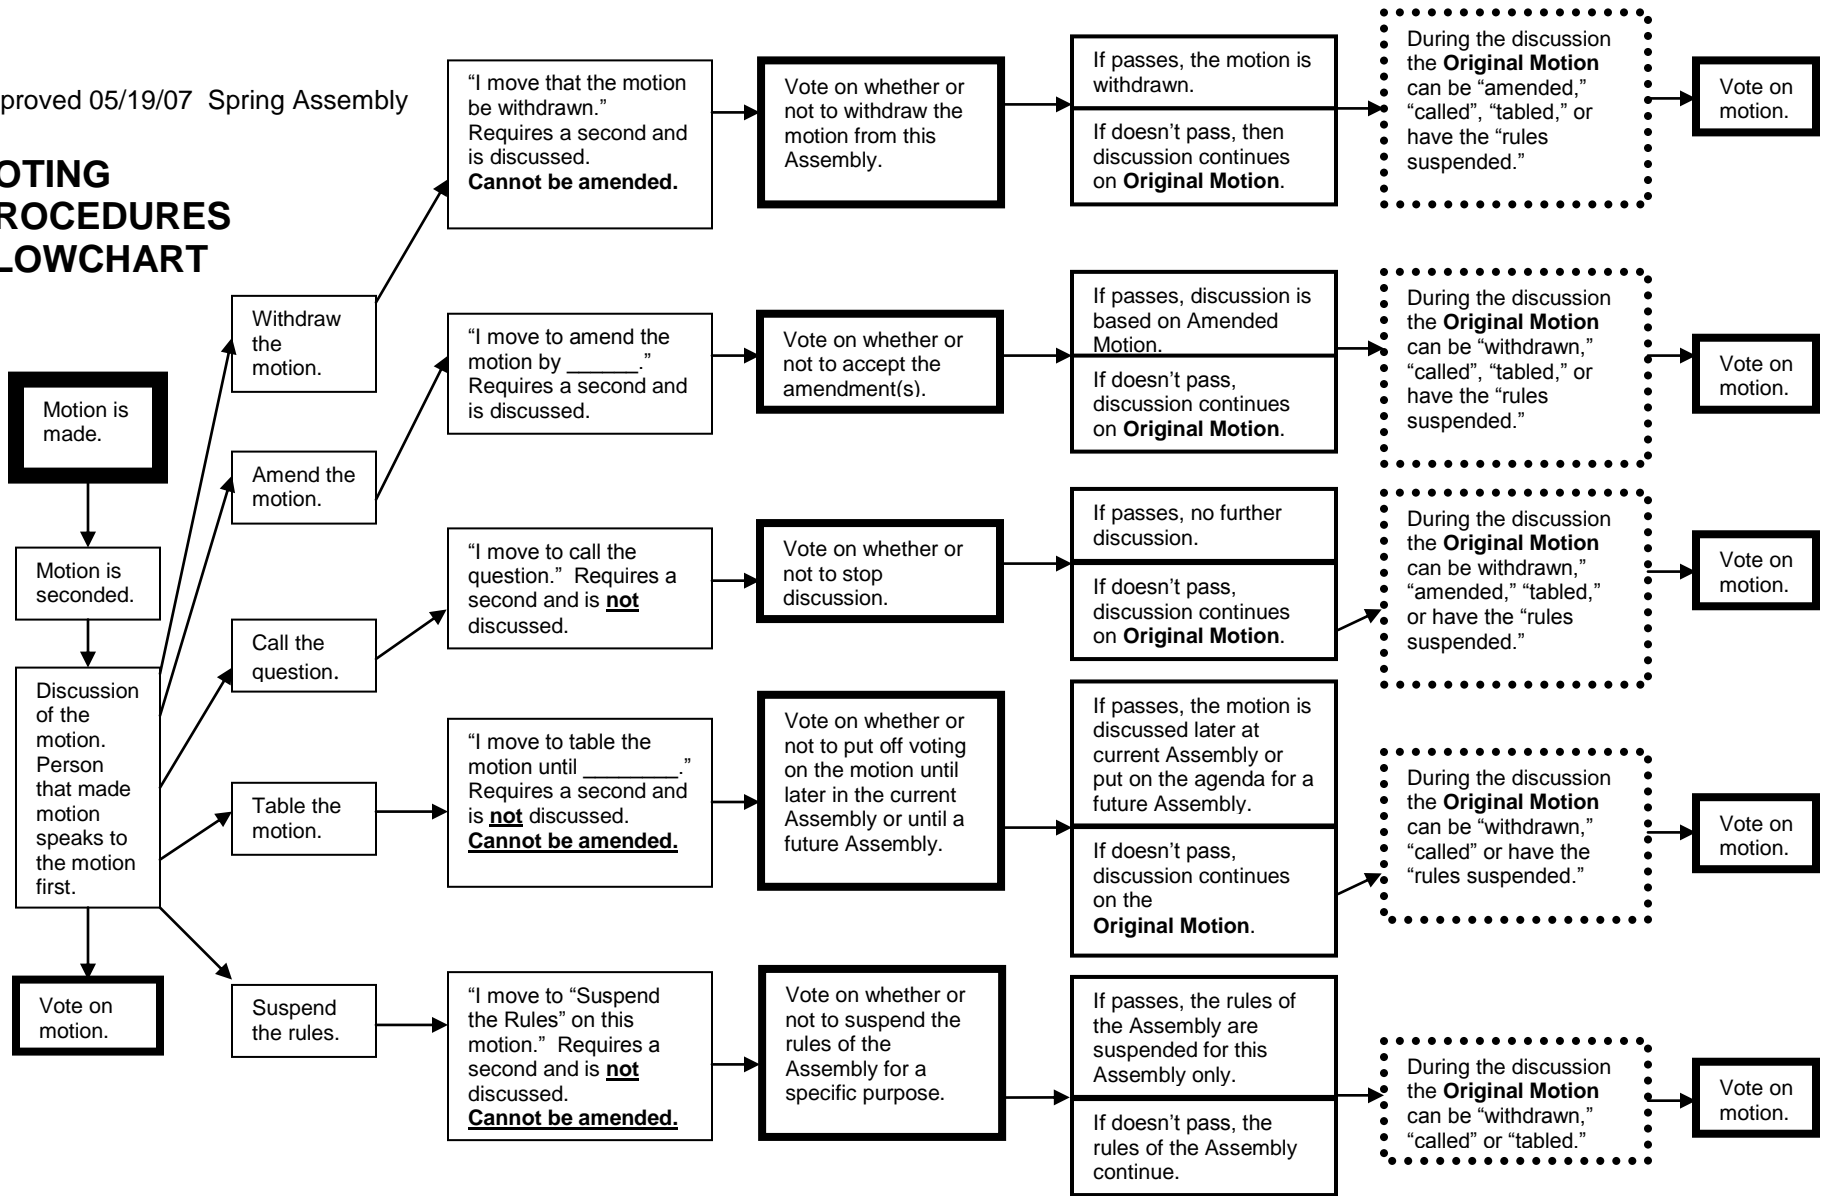 proved 05/19/07 Spring Assembly
OTING
ROCEDURES
LOWCHART
Motion is
made.
Motion is
seconded.
Discussion
of the
motion.
Person
that made
motion
speaks to
the motion
first.
Vote on
motion.
Withdraw
the
motion.
Amend the
motion.
Call the
question.
Table the
motion.
Suspend
the rules.
“I move that the motion
be withdrawn.”
Requires a second and
is discussed.
Cannot be amended.
Vote on whether or
not to withdraw the
motion from this
Assembly.
If passes, the motion is
withdrawn.
If doesn’t pass, then
discussion continues
on Original Motion.
During the discussion
the Original Motion
can be “amended,”
“called”, “tabled,” or
have the “rules
suspended.”
Vote on
motion.
“I move to amend the
motion by ______.”
Requires a second and
is discussed.
Vote on whether or
not to accept the
amendment(s).
If passes, discussion is
based on Amended
Motion.
If doesn’t pass,
discussion continues
on Original Motion.
During the discussion
the Original Motion
can be “withdrawn,”
“called”, “tabled,” or
have the “rules
suspended.”
Vote on
motion.
“I move to call the
question.” Requires a
second and is not
discussed.
Vote on whether or
not to stop
discussion.
If passes, no further
discussion.
If doesn’t pass,
discussion continues
on Original Motion.
During the discussion
the Original Motion
can be withdrawn,”
“amended,” “tabled,”
or have the “rules
suspended.”
Vote on
motion.
“I move to table the
motion until ________.”
Requires a second and
is not discussed.
Cannot be amended.
Vote on whether or
not to put off voting
on the motion until
later in the current
Assembly or until a
future Assembly.
If passes, the motion is
discussed later at
current Assembly or
put on the agenda for a
future Assembly.
If doesn’t pass,
discussion continues
on the
Original Motion.
During the discussion
the Original Motion
can be “withdrawn,”
“called” or have the
“rules suspended.”
Vote on
motion.
“I move to “Suspend
the Rules” on this
motion.” Requires a
second and is not
discussed.
Cannot be amended.
Vote on whether or
not to suspend the
rules of the
Assembly for a
specific purpose.
If passes, the rules of
the Assembly are
suspended for this
Assembly only.
If doesn’t pass, the
rules of the Assembly
continue.
During the discussion
the Original Motion
can be “withdrawn,”
“called” or “tabled.”
Vote on
motion.